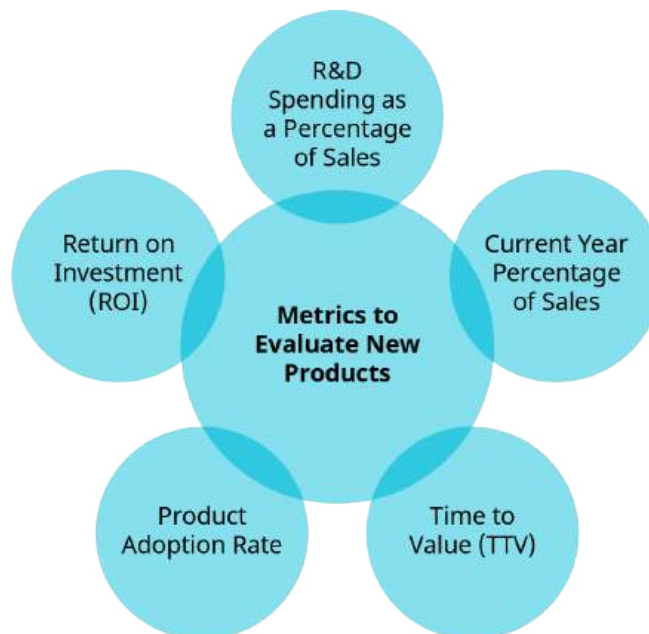 R&D
Spending as
a Percentage
of Sales
Return on
Investment
(ROI)
Current Year
Percentage
of Sales
Metrics to
Evaluate New
Products
Product
Adoption Rate
Time to
Value (TTV)